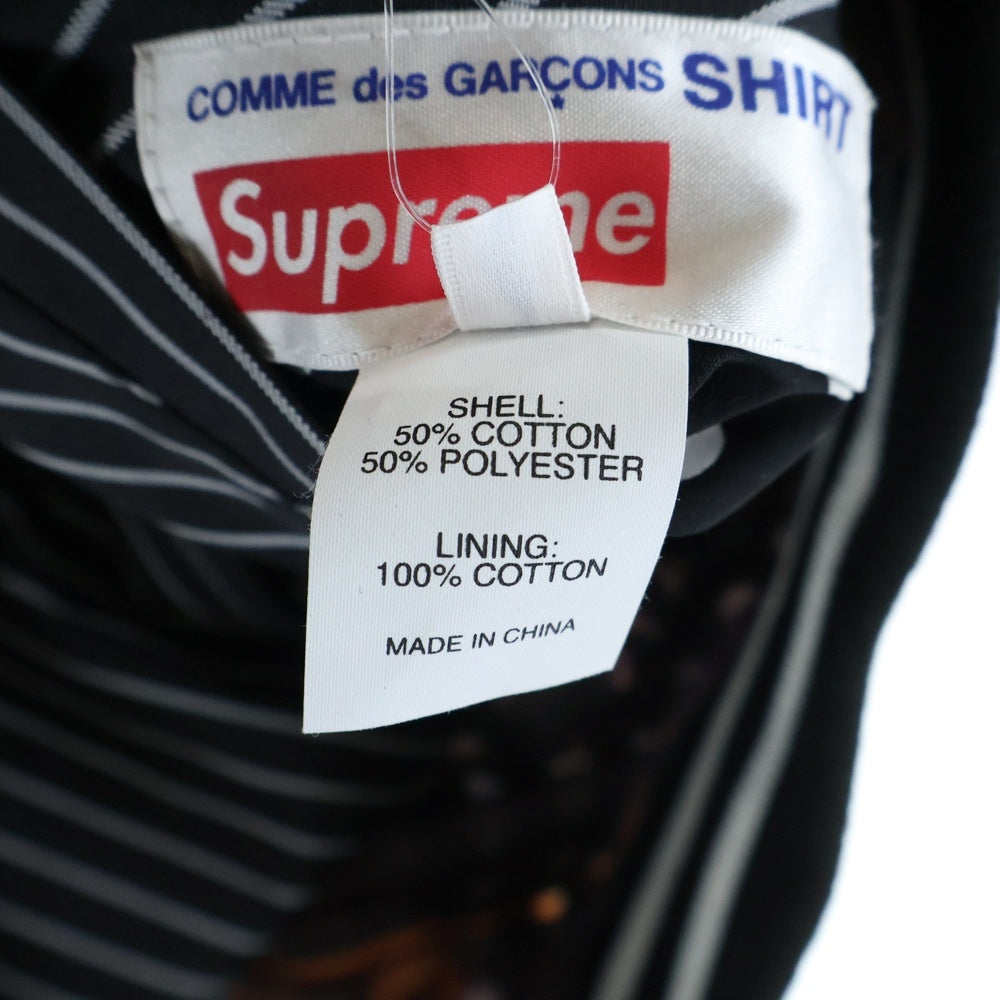 COMME des GARÇONS SHIRT
Supreme
SHELL:
50% COTTON
50% POLYESTER
LINING:
100% COTTON
MADE IN CHINA